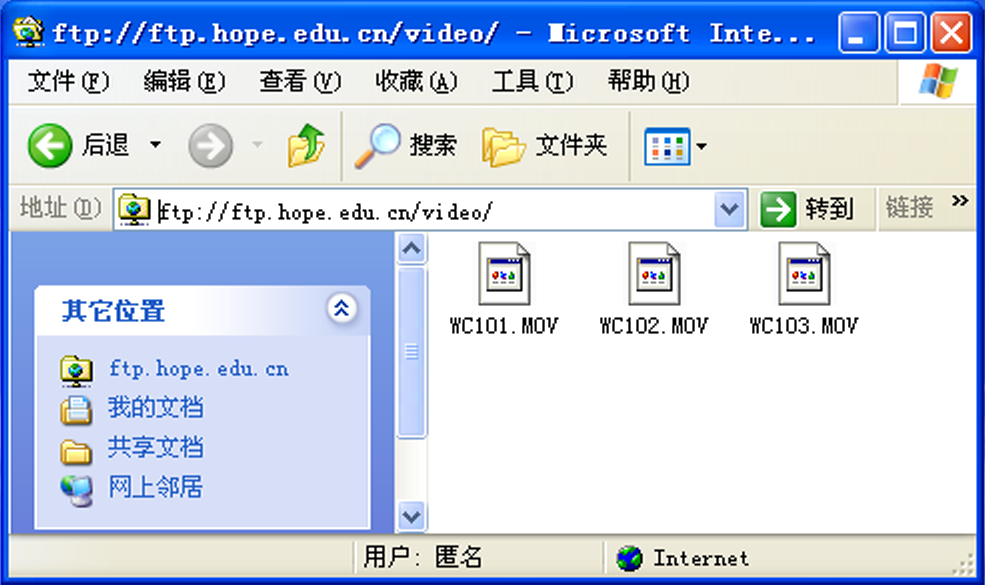 ftp://ftp.hope.edu.cn/video/ - Microsoft Inte...
文件(F) 编辑(E) 查看(V) 收藏(A) 工具(T) 帮助(H)
后退 搜索 文件夹
地址(D) ftp://ftp.hope.edu.cn/video/ 转到 链接 »
其它位置
ftp.hope.edu.cn
我的文档
共享文档
网上邻居
WC101.MOV WC102.MOV WC103.MOV
用户: 匿名 Internet